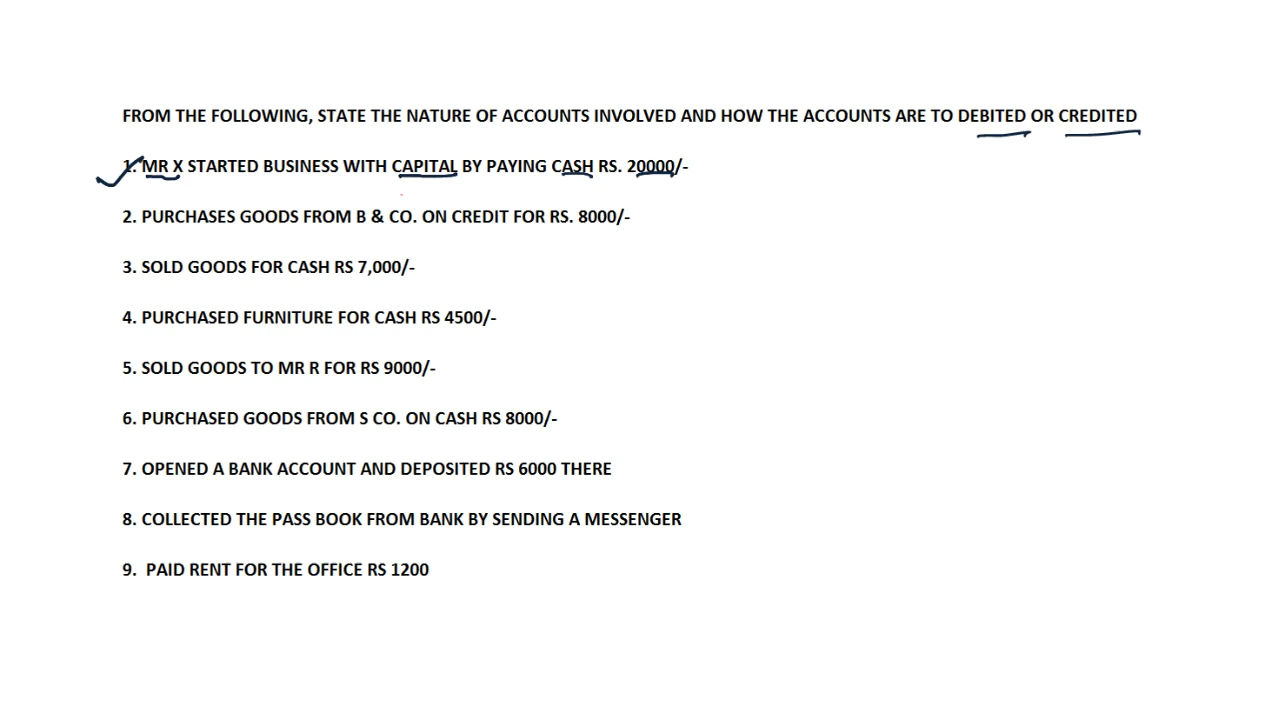 FROM THE FOLLOWING, STATE THE NATURE OF ACCOUNTS INVOLVED AND HOW THE ACCOUNTS ARE TO DEBITED OR CREDITED
1. MR X STARTED BUSINESS WITH CAPITAL BY PAYING CASH RS. 20000/-
2. PURCHASES GOODS FROM B & CO. ON CREDIT FOR RS. 8000/-
3. SOLD GOODS FOR CASH RS 7,000/-
4. PURCHASED FURNITURE FOR CASH RS 4500/-
5. SOLD GOODS TO MR R FOR RS 9000/-
6. PURCHASED GOODS FROM S CO. ON CASH RS 8000/-
7. OPENED A BANK ACCOUNT AND DEPOSITED RS 6000 THERE
8. COLLECTED THE PASS BOOK FROM BANK BY SENDING A MESSENGER
9. PAID RENT FOR THE OFFICE RS 1200